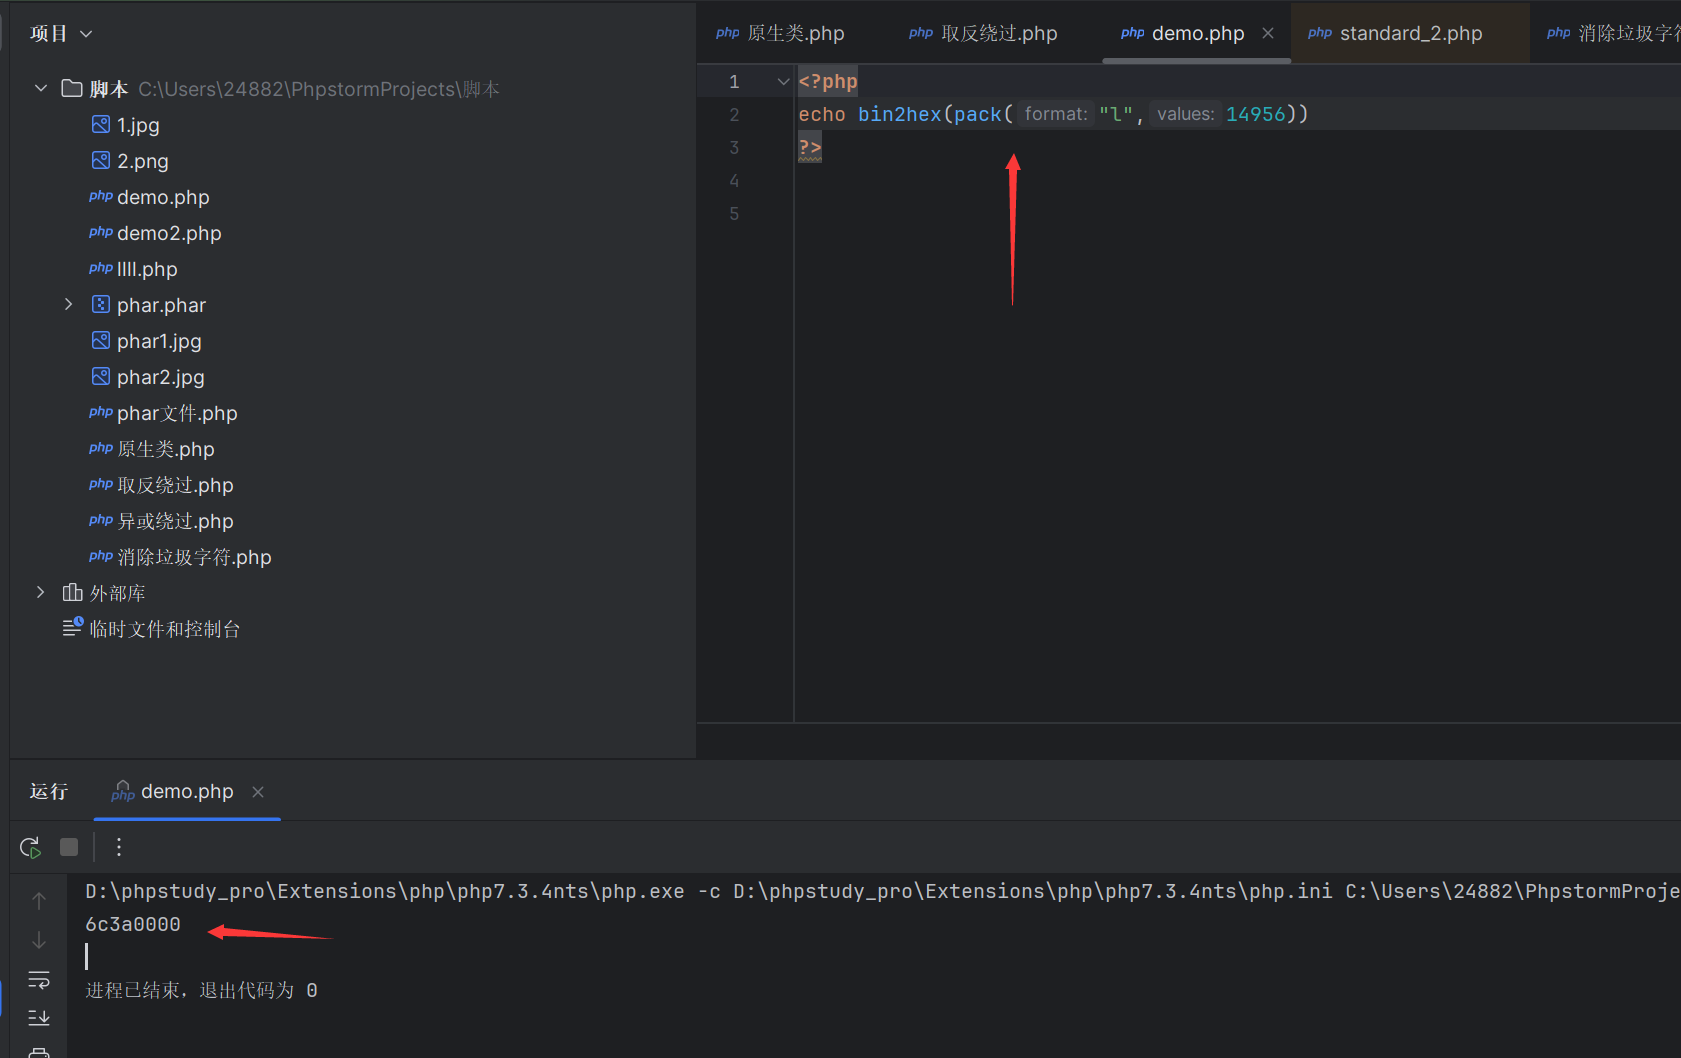 项目
脚本 C:\Users\24882\PhpstormProjects\脚本
1.jpg
2.png
php demo.php
php demo2.php
php llll.php
phar.phar
phar1.jpg
phar2.jpg
php phar文件.php
php 原生类.php
php 取反绕过.php
php 异或绕过.php
php 消除垃圾字符.php
外部库
临时文件和控制台
php 原生类.php php 取反绕过.php php demo.php php standard_2.php php 消除垃圾字符
1 <?php
2 echo bin2hex(pack( format: "l", values: 14956))
3 ?>
4
5
运行 php demo.php
D:\phpstudy_pro\Extensions\php\php7.3.4nts\php.exe -c D:\phpstudy_pro\Extensions\php\php7.3.4nts\php.ini C:\Users\24882\PhpstormProje
6c3a0000
进程已结束，退出代码为 0